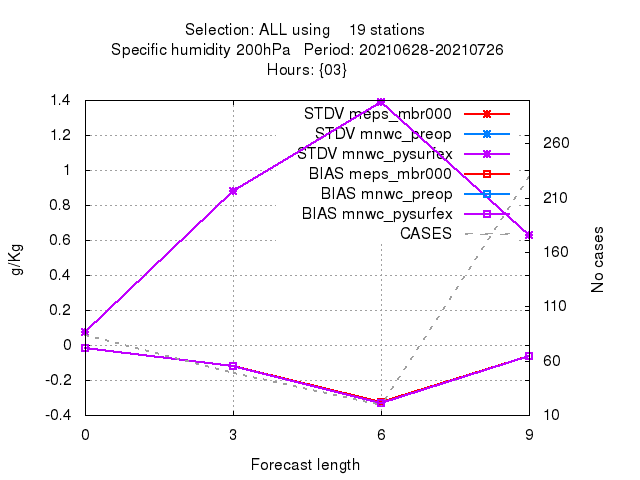 Selection: ALL using 19 stations
Specific humidity 200hPa Period: 20210628-20210726
Hours: {03}
1.4
1.2
1
0.8
0.6
0.4
0.2
0
-0.2
-0.4
g/Kg
STDV meps_mbr000
STDV mnwc_preop
STDV mnwc_pysurfex
BIAS meps_mbr000
BIAS mnwc_preop
BIAS mnwc_pysurfex
CASES
260
210
160
110
60
10
No cases
0 3 6 9
Forecast length